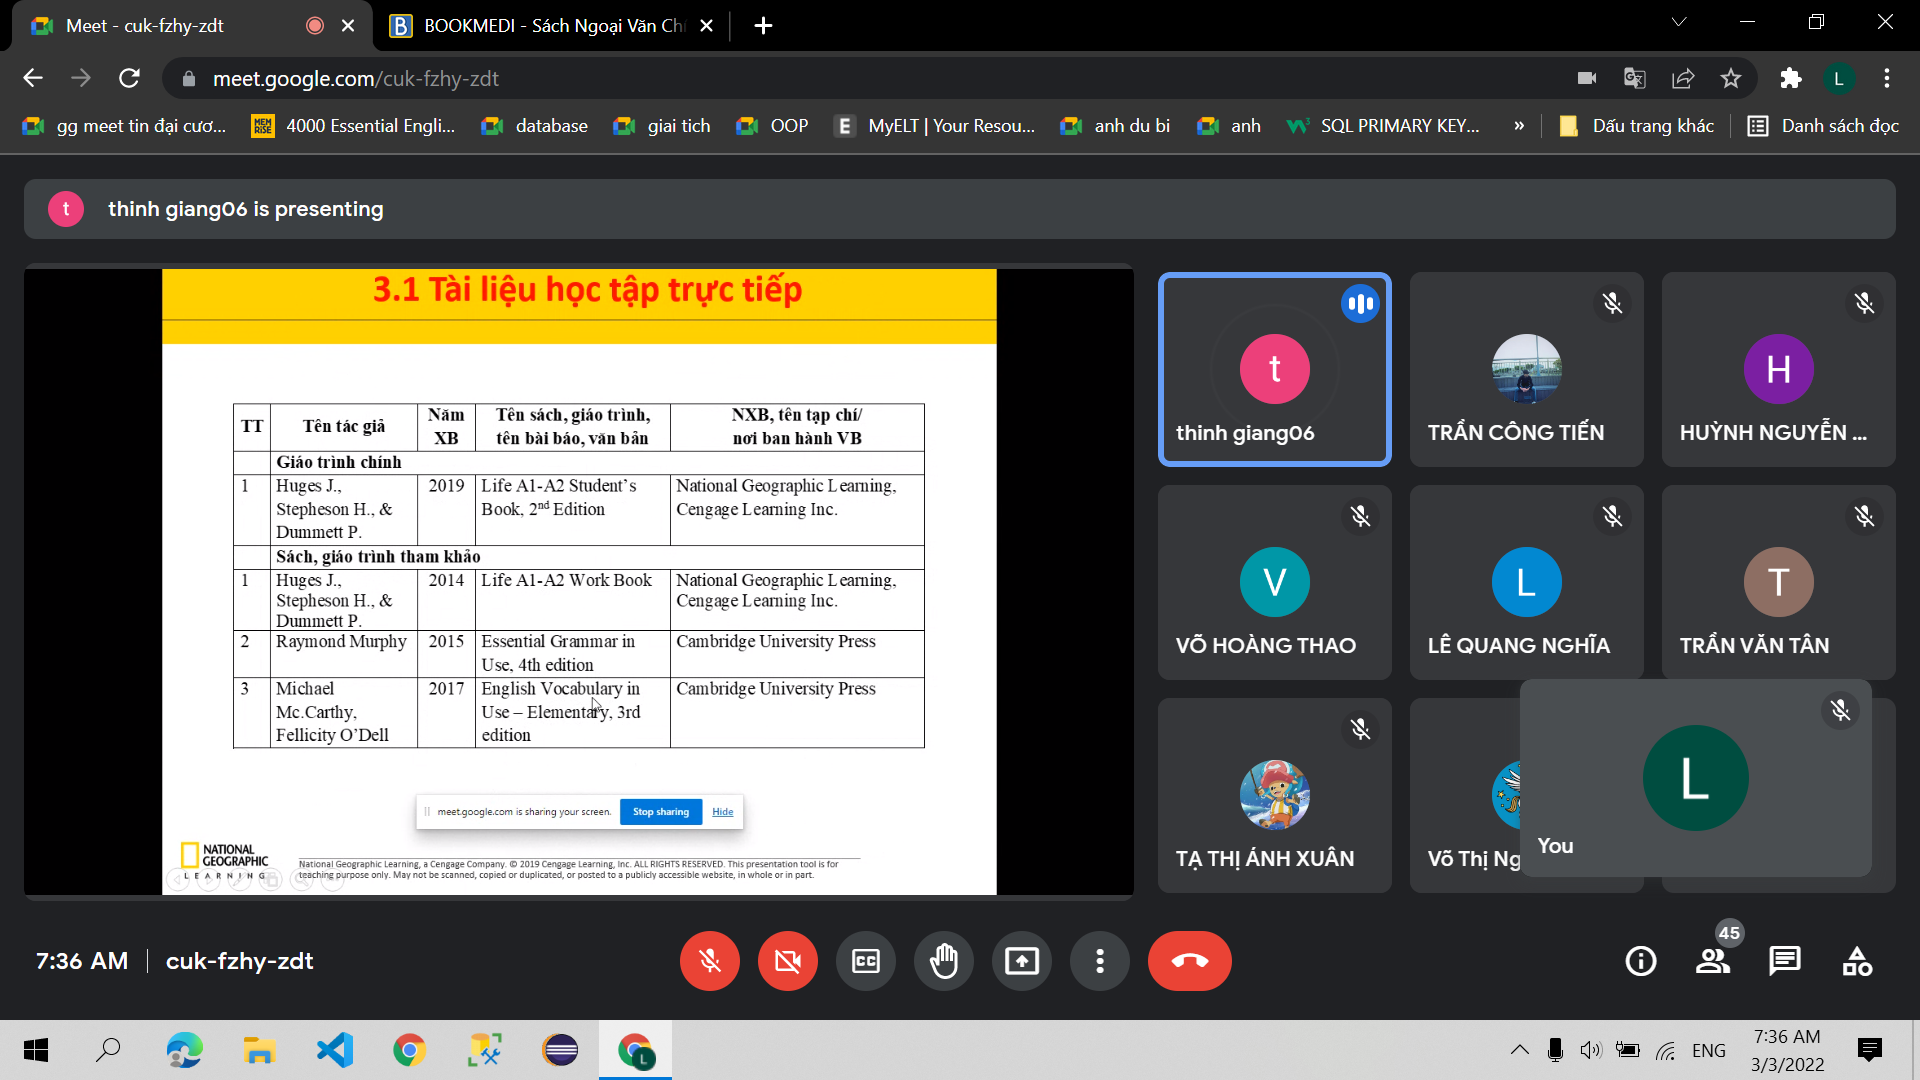 Meet - cuk-fzhy-zdt
BOOKMEDI - Sách Ngoại Văn Ch
meet.google.com/cuk-fzhy-zdt
L
gg meet tin đại cươ...
4000 Essential Engli...
database
giai tich
OOP
MyELT | Your Resou...
anh du bi
anh
SQL PRIMARY KEY...
»
Dấu trang khác
Danh sách đọc
t
thinh giang06 is presenting
3.1 Tài liệu học tập trực tiếp
TT
Tên tác giả
Năm XB
Tên sách, giáo trình, tên bài báo, văn bản
NXB, tên tạp chí/ nơi ban hành VB
Giáo trình chính
1
Huges J., Stepheson H., & Dummett P.
2019
Life A1-A2 Student's Book, 2nd Edition
National Geographic Learning, Cengage Learning Inc.
Sách, giáo trình tham khảo
1
Huges J., Stepheson H., & Dummett P.
2014
Life A1-A2 Work Book
National Geographic Learning, Cengage Learning Inc.
2
Raymond Murphy
2015
Essential Grammar in Use, 4th edition
Cambridge University Press
3
Michael Mc.Carthy, Fellicity O'Dell
2017
English Vocabulary in Use – Elementary, 3rd edition
Cambridge University Press
meet.google.com is sharing your screen.
Stop sharing
Hide
NATIONAL
GEOGRAPHIC
LEARNING
National Geographic Learning, a Cengage Company. © 2019 Cengage Learning, Inc. ALL RIGHTS RESERVED. This presentation tool is for
teaching purpose only. May not be scanned, copied or duplicated, or posted to a publicly accessible website, in whole or in part.
t
thinh giang06
TRẦN CÔNG TIẾN
H
HUỲNH NGUYỄN ...
V
VÕ HOÀNG THAO
L
LÊ QUANG NGHĨA
T
TRẦN VĂN TÂN
TẠ THỊ ÁNH XUÂN
Võ Thị Ng
L
You
7:36 AM
cuk-fzhy-zdt
CC
45
ENG
7:36 AM
3/3/2022